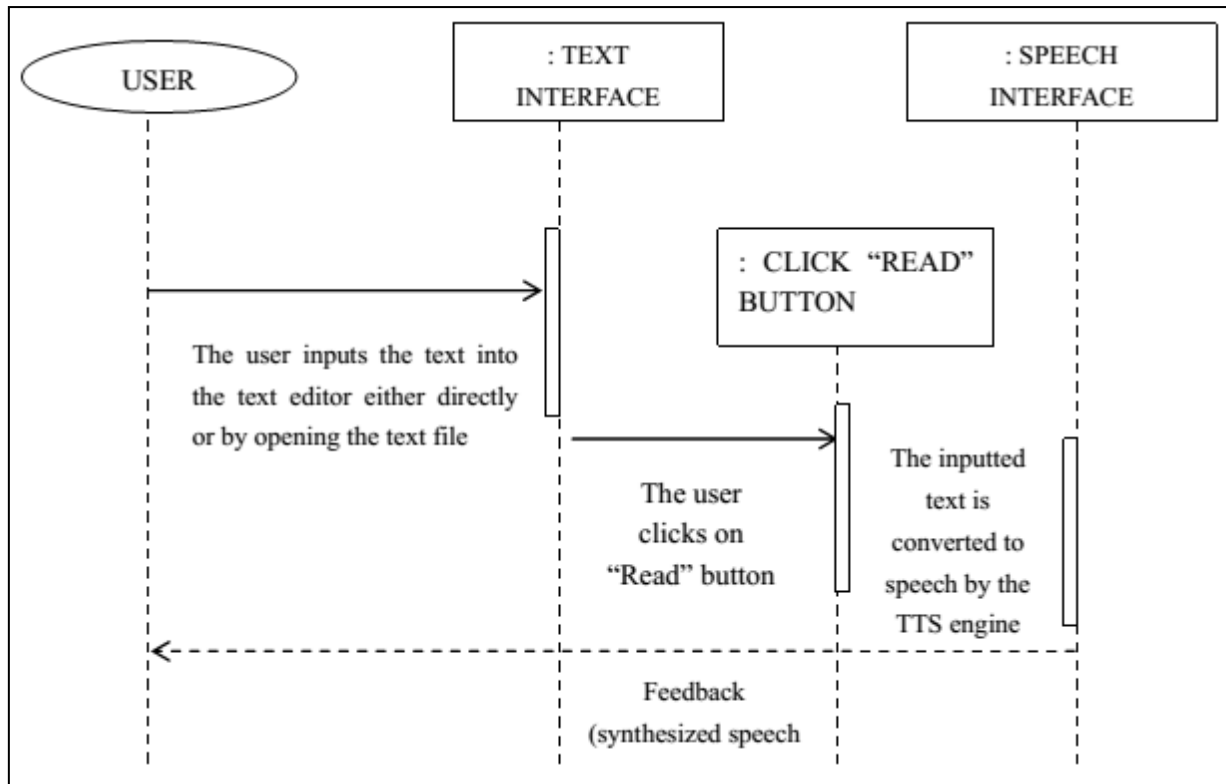 USER
: TEXT
INTERFACE
: SPEECH
INTERFACE
: CLICK “READ”
BUTTON
The user inputs the text into
the text editor either directly
or by opening the text file
The user
clicks on
“Read” button
The inputted
text is
converted to
speech by the
TTS engine
Feedback
(synthesized speech